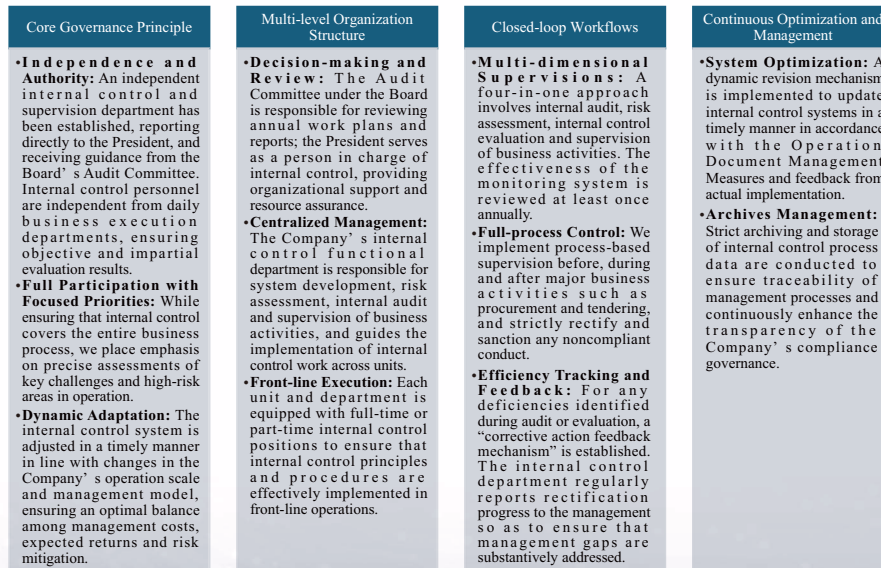 Core Governance Principle
•Independence and
Authority: An independent
internal control and
supervision department has
been established, reporting
directly to the President, and
receiving guidance from the
Board’ s Audit Committee.
Internal control personnel
are independent from daily
business execution
departments, ensuring
objective and impartial
evaluation results.
•Full Participation with
Focused Priorities: While
ensuring that internal control
covers the entire business
process, we place emphasis
on precise assessments of
key challenges and high-risk
areas in operation.
•Dynamic Adaptation: The
internal control system is
adjusted in a timely manner
in line with changes in the
Company’ s operation scale
and management model,
ensuring an optimal balance
among management costs,
expected returns and risk
mitigation.
Multi-level Organization
Structure
•Decision-making and
Review: The Audit
Committee under the Board
is responsible for reviewing
annual work plans and
reports; the President serves
as a person in charge of
internal control, providing
organizational support and
resource assurance.
•Centralized Management:
The Company’ s internal
control functional
department is responsible for
system development, risk
assessment, internal audit
and supervision of business
activities, and guides the
implementation of internal
control work across units.
•Front-line Execution: Each
unit and department is
equipped with full-time or
part-time internal control
positions to ensure that
internal control principles
and procedures are
effectively implemented in
front-line operations.
Closed-loop Workflows
•Multi-dimensional
Supervisions: A
four-in-one approach
involves internal audit, risk
assessment, internal control
evaluation and supervision
of business activities. The
effectiveness of the
monitoring system is
reviewed at least once
annually.
•Full-process Control: We
implement process-based
supervision before, during
and after major business
activities such as
procurement and tendering,
and strictly rectify and
sanction any noncompliant
conduct.
•Efficiency Tracking and
Feedback: For any
deficiencies identified
during audit or evaluation, a
“corrective action feedback
mechanism” is established.
The internal control
department regularly
reports rectification
progress to the management
so as to ensure that
management gaps are
substantively addressed.
Continuous Optimization and
Management
•System Optimization: A
dynamic revision mechanism
is implemented to update
internal control systems in a
timely manner in accordance
with the Operation
Document Management
Measures and feedback from
actual implementation.
•Archives Management:
Strict archiving and storage
of internal control process
data are conducted to
ensure traceability of
management processes and
continuously enhance the
transparency of the
Company’ s compliance
governance.